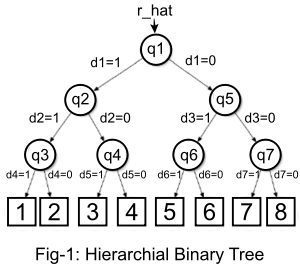 r_hat
q1
d1=1 d1=0
q2 q5
d2=1 d2=0 d3=1 d3=0
q3 q4 q6 q7
d4=1 d4=0 d5=1 d5=0 d6=1 d6=0 d7=1 d7=0
1 2 3 4 5 6 7 8
Fig-1: Hierarchial Binary Tree